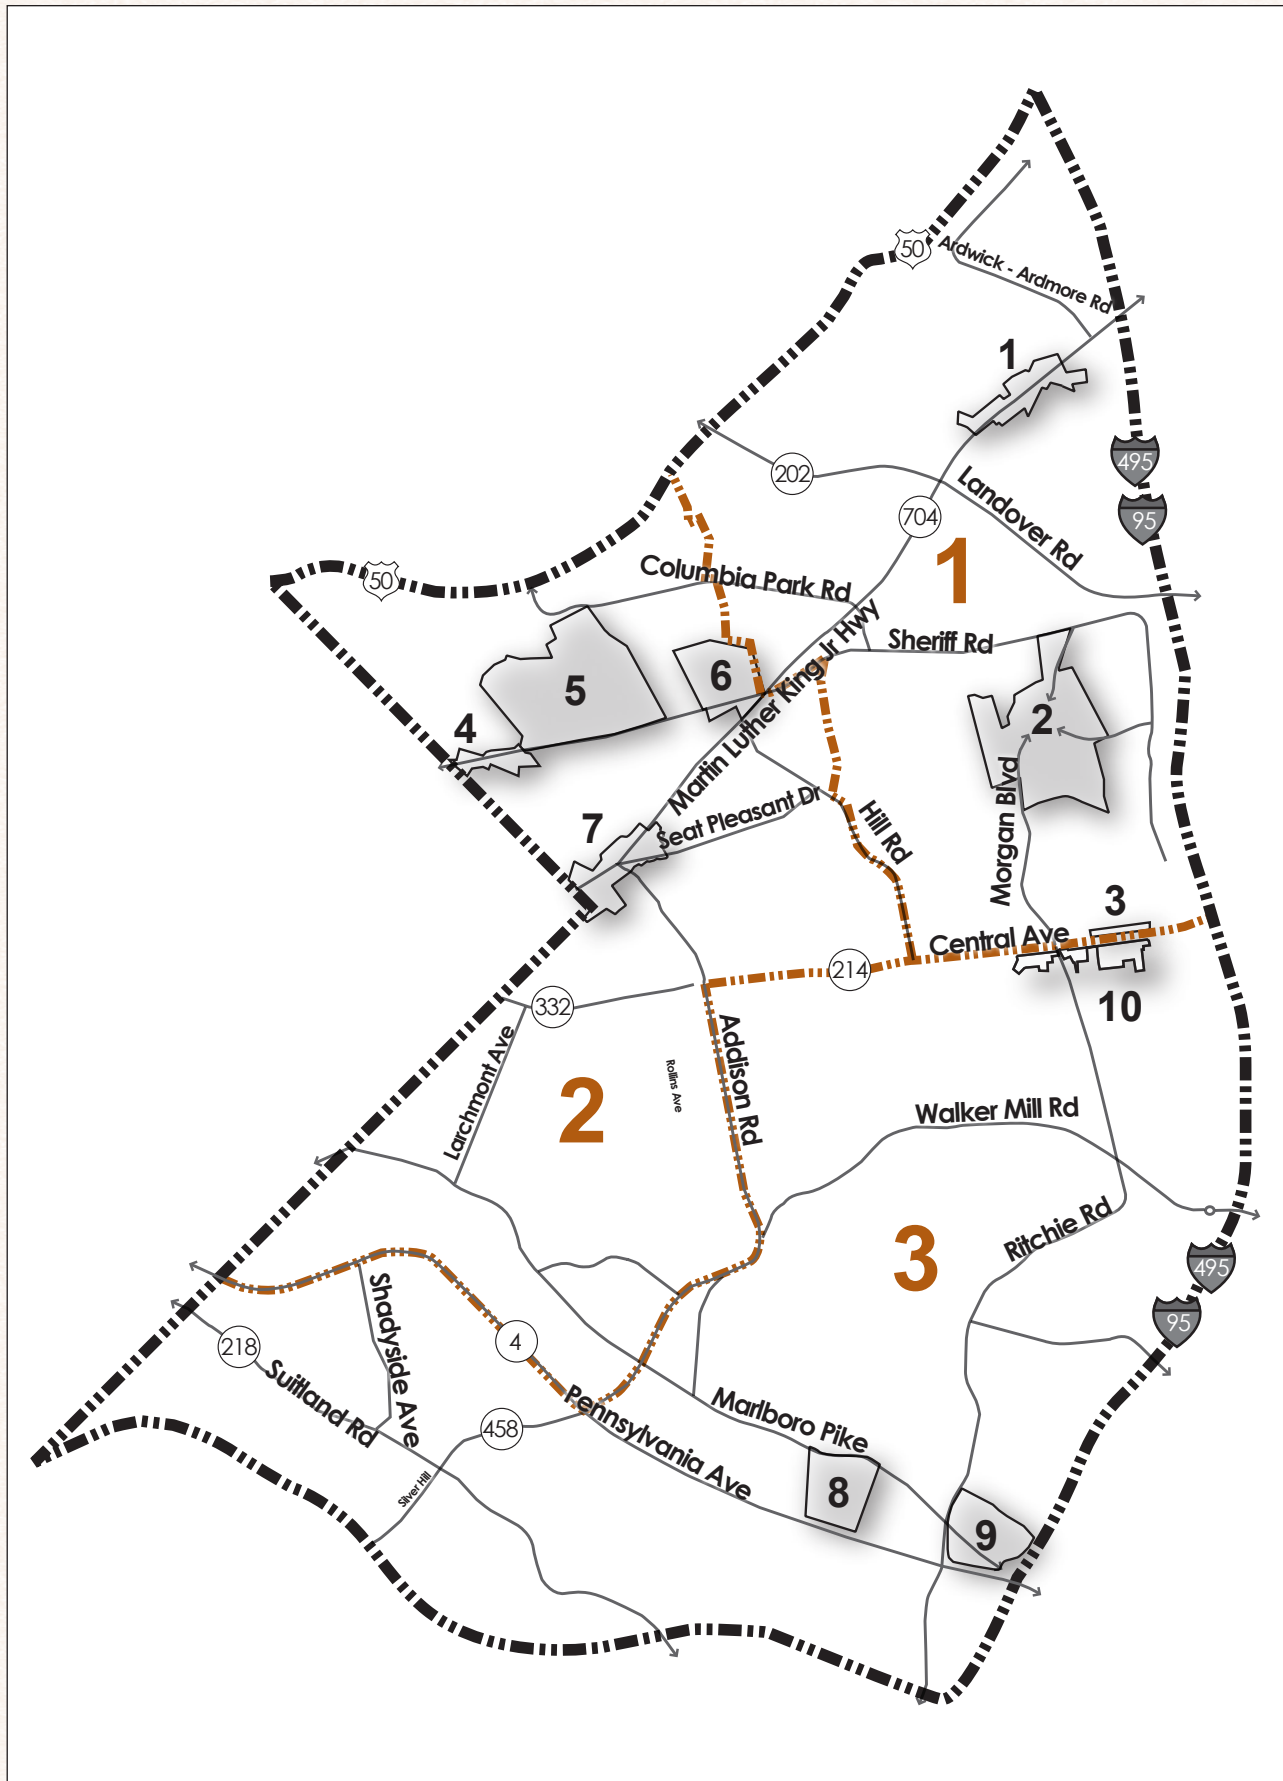 50
Ardwick - Ardmore Rd
1
495
202
Landover Rd
95
704
1
50
Columbia Park Rd
Sheriff Rd
Martin Luther King Jr Hwy
6
5
2
4
Morgan Blvd
Seat Pleasant Dr
7
Hill Rd
3
Central Ave
214
332
10
Addison Rd
Larchmont Ave
Rollins Ave
2
Walker Mill Rd
Ritchie Rd
3
495
Shadyside Ave
95
4
218
Suitland Rd
Pennsylvania Ave
Marlboro Pike
458
Silver Hill
8
9